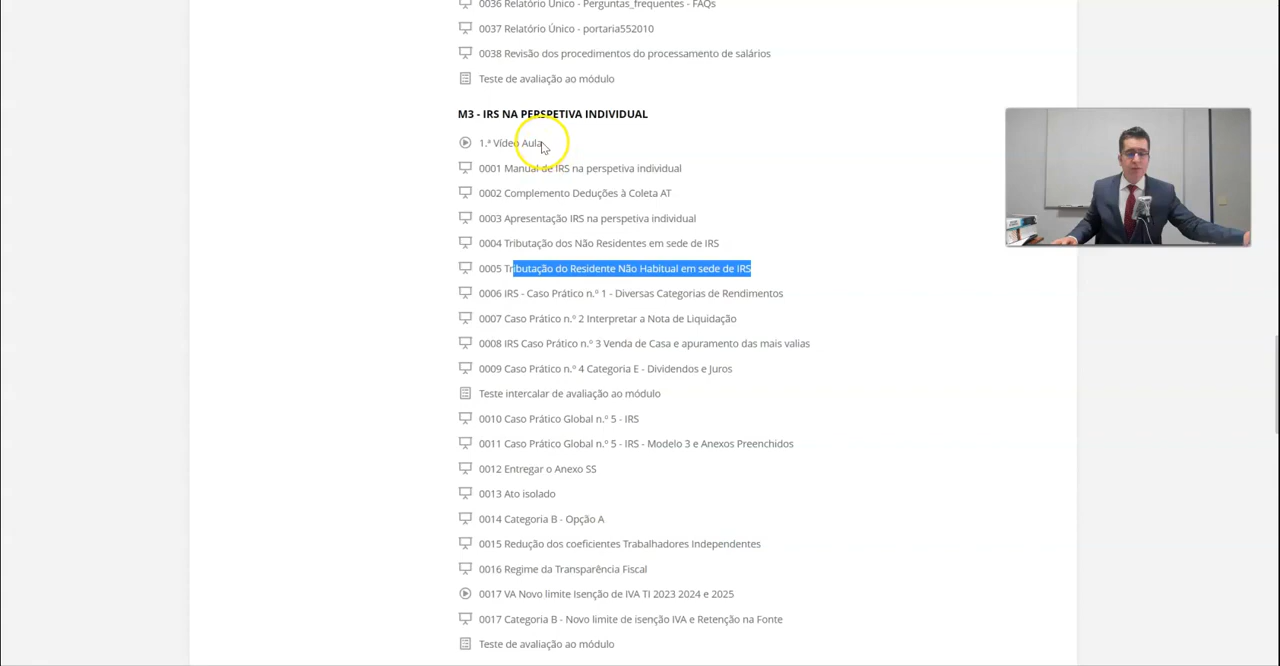 0036 Relatório Único - Perguntas_frequentes - FAQs
0037 Relatório Único - portaria552010
0038 Revisão dos procedimentos do processamento de salários
Teste de avaliação ao módulo
M3 - IRS NA PERSPETIVA INDIVIDUAL
1.ª Vídeo Aula
0001 Manual de IRS na perspetiva individual
0002 Complemento Deduções à Coleta AT
0003 Apresentação IRS na perspetiva individual
0004 Tributação dos Não Residentes em sede de IRS
0005 Tributação do Residente Não Habitual em sede de IRS
0006 IRS - Caso Prático n.º 1 - Diversas Categorias de Rendimentos
0007 Caso Prático n.º 2 Interpretar a Nota de Liquidação
0008 IRS Caso Prático n.º 3 Venda de Casa e apuramento das mais valias
0009 Caso Prático n.º 4 Categoria E - Dividendos e Juros
Teste intercalar de avaliação ao módulo
0010 Caso Prático Global n.º 5 - IRS
0011 Caso Prático Global n.º 5 - IRS - Modelo 3 e Anexos Preenchidos
0012 Entregar o Anexo SS
0013 Ato isolado
0014 Categoria B - Opção A
0015 Redução dos coeficientes Trabalhadores Independentes
0016 Regime da Transparência Fiscal
0017 VA Novo limite Isenção de IVA TI 2023 2024 e 2025
0017 Categoria B - Novo limite de isenção IVA e Retenção na Fonte
Teste de avaliação ao módulo